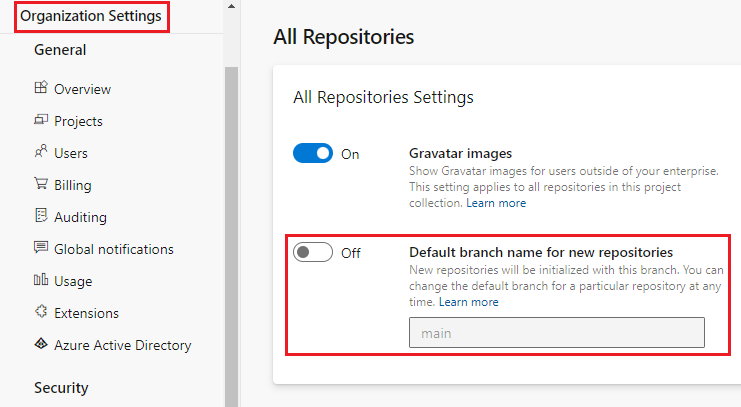 Organization Settings
General
Overview
Projects
Users
Billing
Auditing
Global notifications
Usage
Extensions
Azure Active Directory
Security
All Repositories
All Repositories Settings
On
Gravatar images
Show Gravatar images for users outside of your enterprise.
This setting applies to all repositories in this project
collection. Learn more
Off
Default branch name for new repositories
New repositories will be initialized with this branch. You can
change the default branch for a particular repository at any
time. Learn more
main